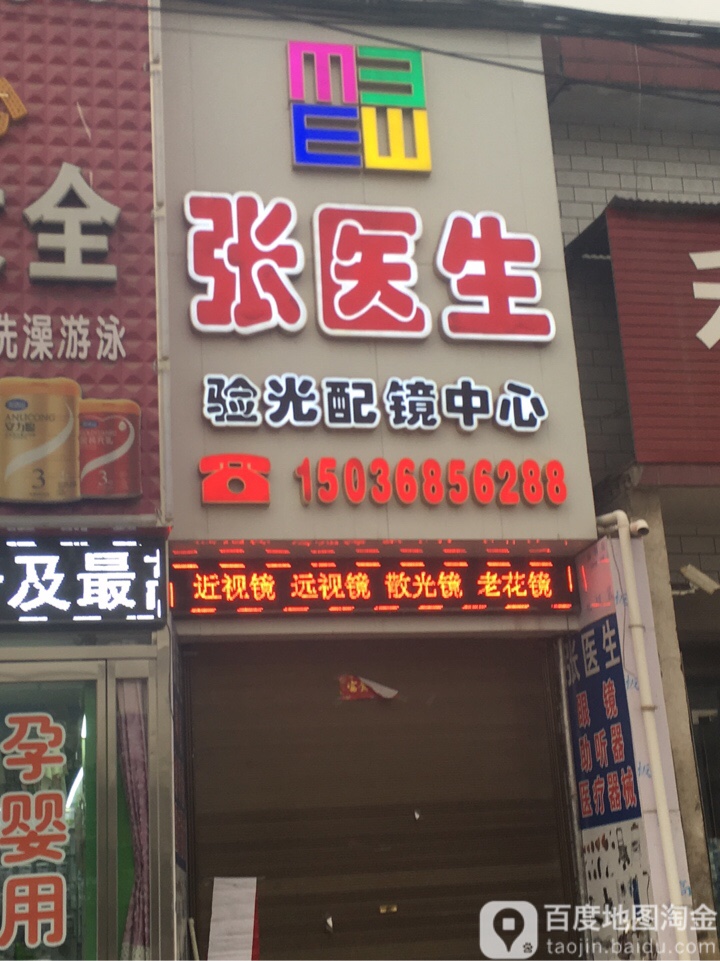 全
洗澡游泳
3
3
及最
孕婴用
M
E
E
W
张医生
验光配镜中心
15036856288
近视镜 远视镜 散光镜 老花镜
张医生
眼镜
助听器
医疗器械
百度地图淘金
taojin.baidu.com